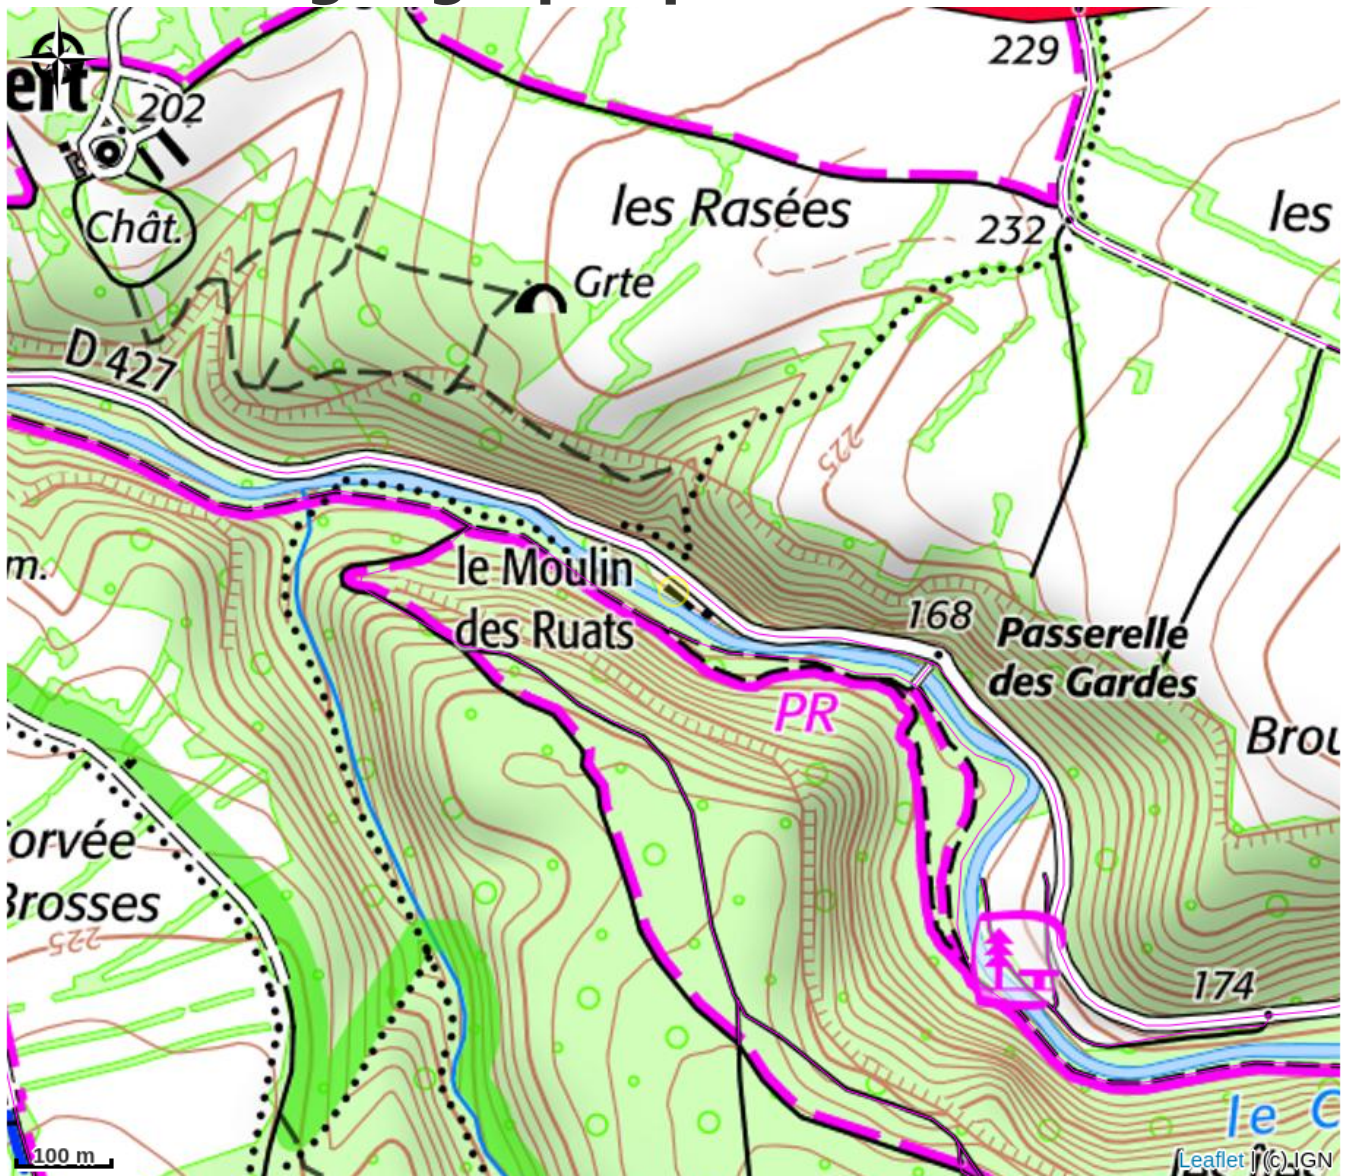 229
202
les Rasées
les
232
Chât.
Grte
D 427
225
le Moulin
des Ruats
168
Passerelle
des Gardes
PR
Brou
orvée
Brosses
225
174
le C
100 m
Leaflet | (c) IGN